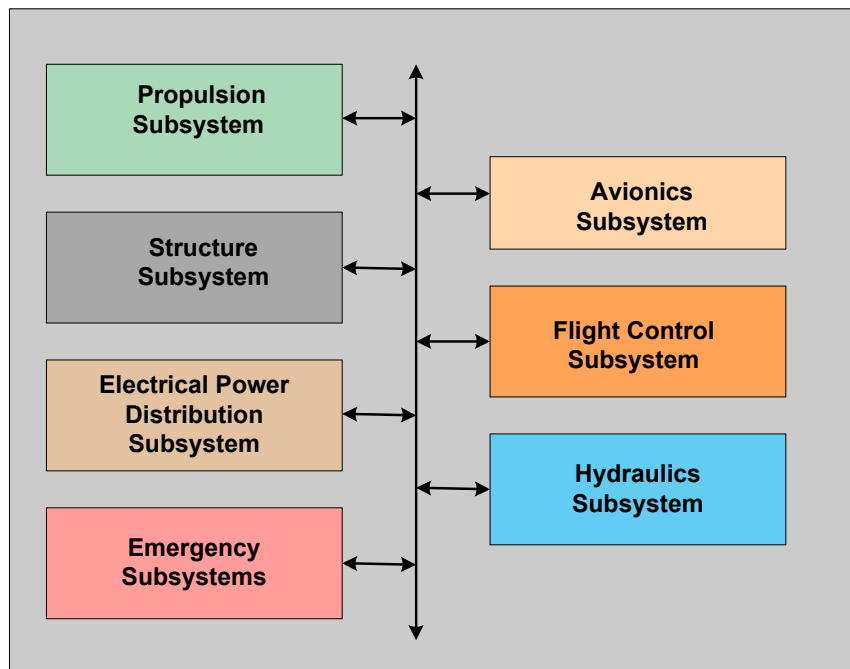 Propulsion
Subsystem
Structure
Subsystem
Electrical Power
Distribution
Subsystem
Emergency
Subsystems
Avionics
Subsystem
Flight Control
Subsystem
Hydraulics
Subsystem